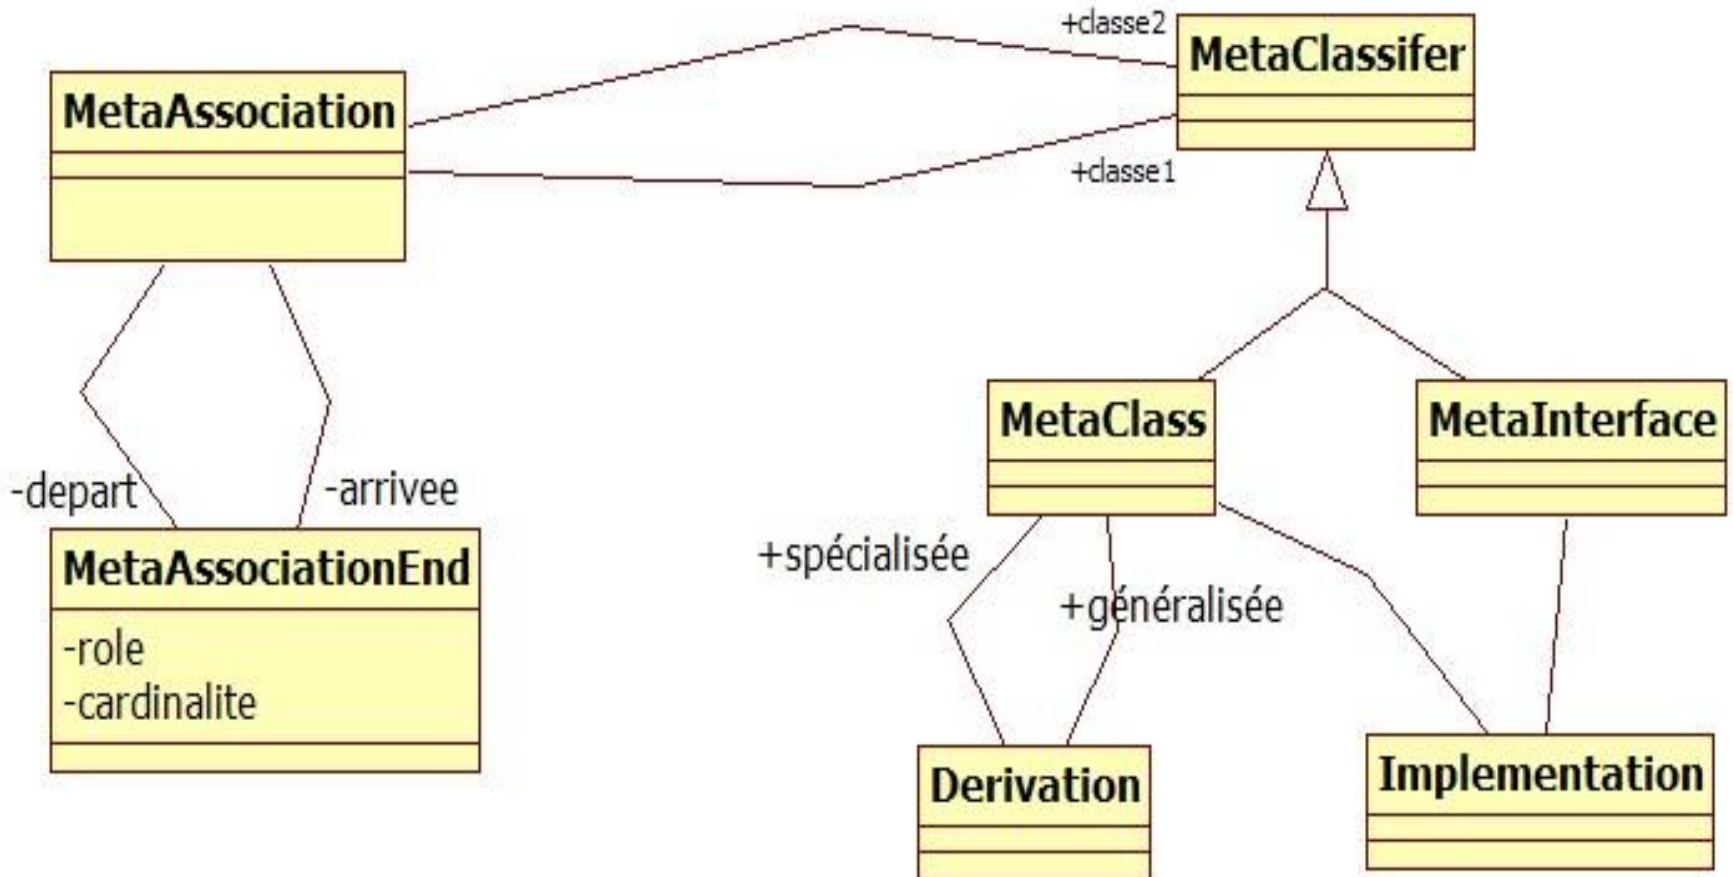 +classe2
MetaClassifer
MetaAssociation
+classe1
MetaClass
MetaInterface
-depart
-arrivee
MetaAssociationEnd
-role
-cardinalite
+spécialisée
+généralisée
Derivation
Implementation